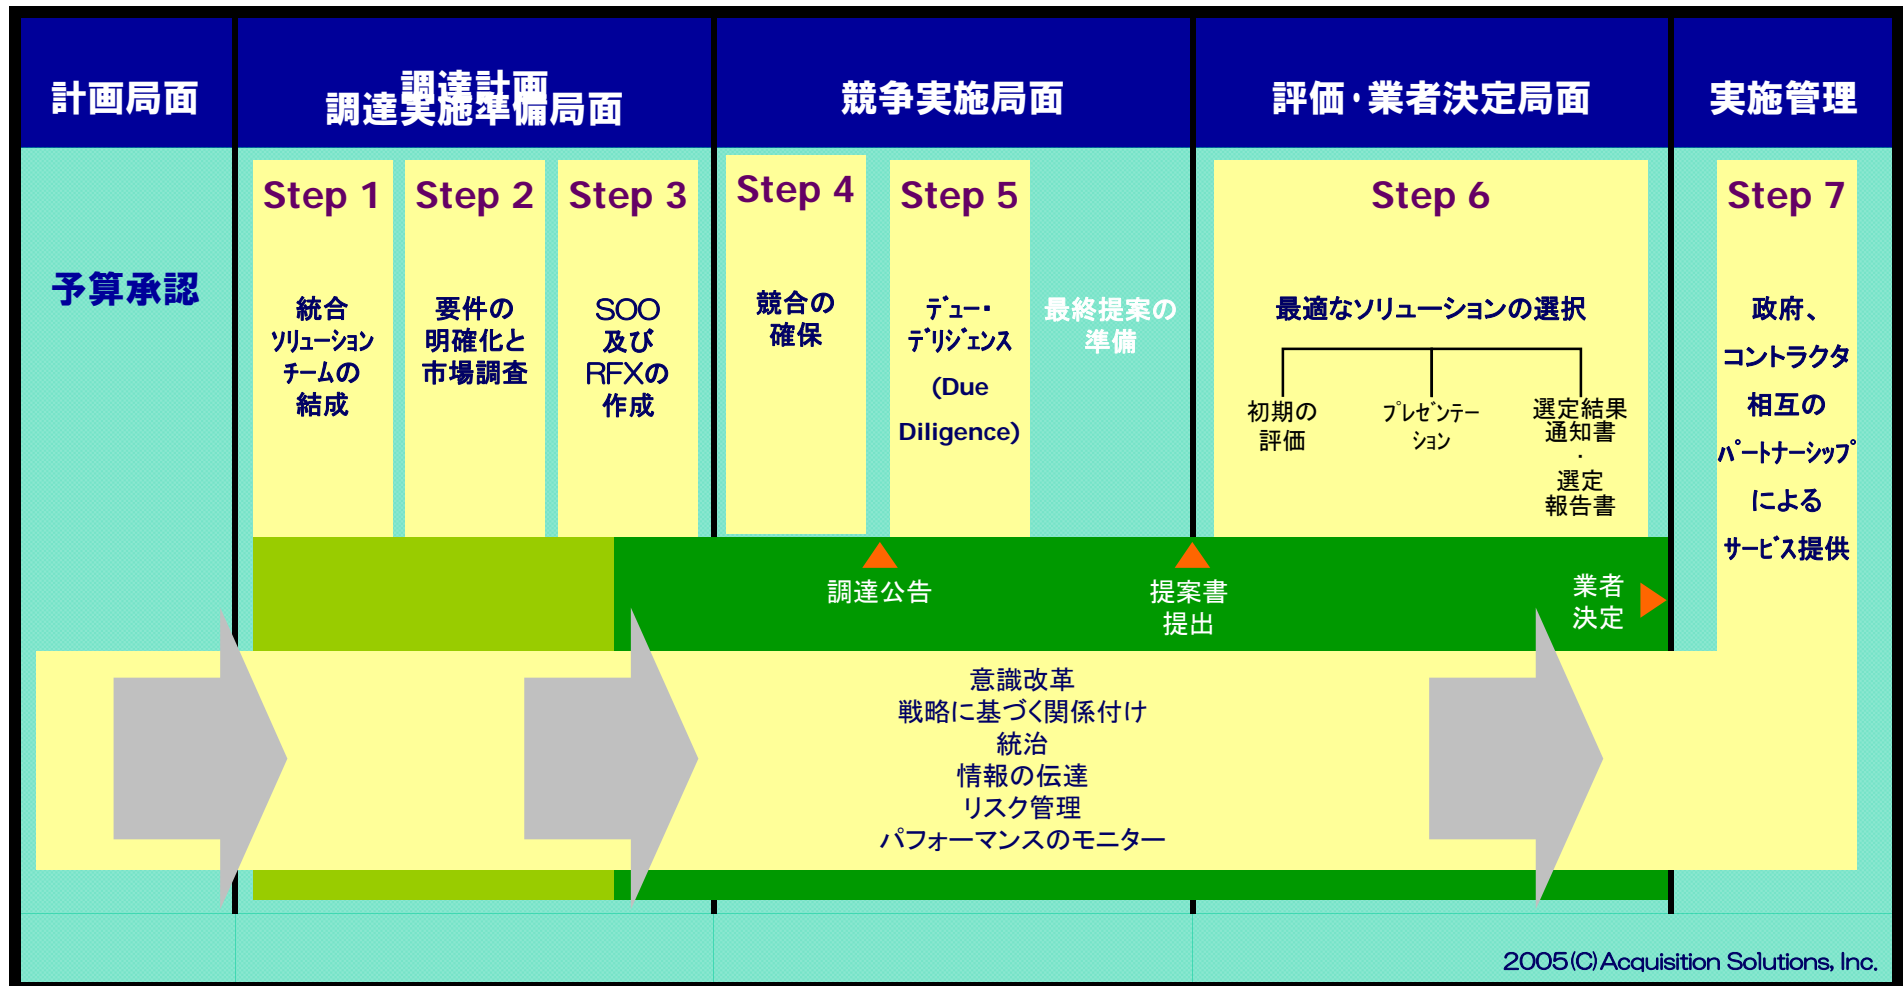 計画局面
調達計画
調達実施準備局面
競争実施局面
評価・業者決定局面
実施管理
予算承認
Step 1
統合
ソリューション
チームの
結成
Step 2
要件の
明確化と
市場調査
Step 3
SOO
及び
RFXの
作成
Step 4
競合の
確保
Step 5
デュー・
デリジェンス
(Due
Diligence)
最終提案の
準備
Step 6
最適なソリューションの選択
初期の
評価
プレゼンテー
ション
選定結果
通知書
・
選定
報告書
Step 7
政府、
コントラクタ
相互の
パートナーシップ
による
サービス提供
調達公告
提案書
提出
業者
決定
意識改革
戦略に基づく関係付け
統治
情報の伝達
リスク管理
パフォーマンスのモニター
2005(C)Acquisition Solutions, Inc.